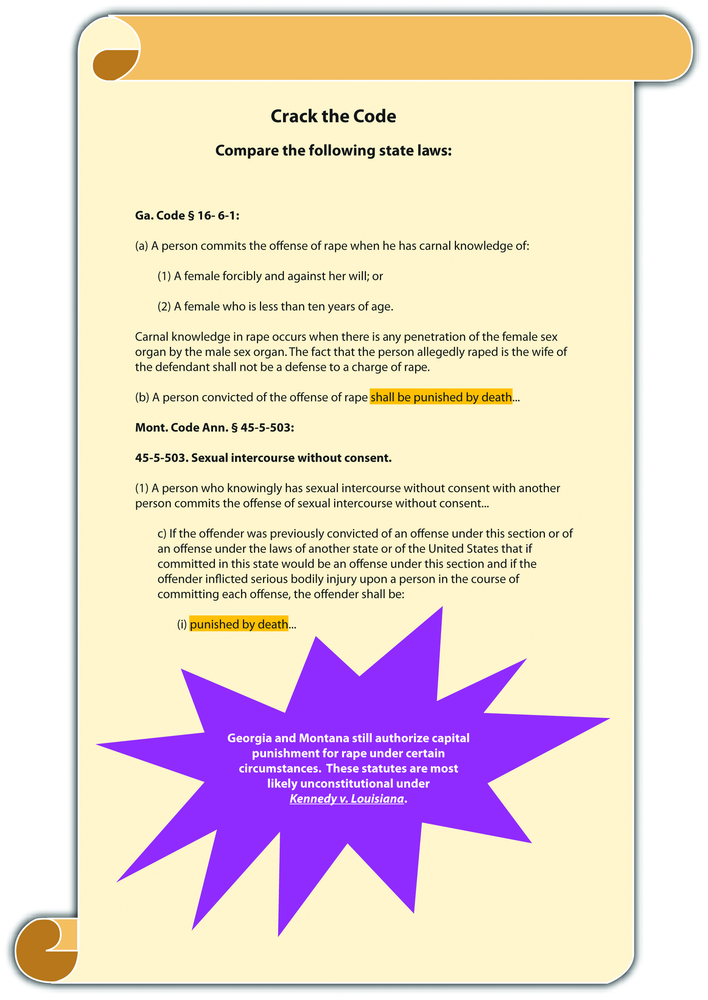 Crack the Code
Compare the following state laws:
Ga. Code § 16- 6-1:
(a) A person commits the offense of rape when he has carnal knowledge of:
(1) A female forcibly and against her will; or
(2) A female who is less than ten years of age.
Carnal knowledge in rape occurs when there is any penetration of the female sex
organ by the male sex organ. The fact that the person allegedly raped is the wife of
the defendant shall not be a defense to a charge of rape.
(b) A person convicted of the offense of rape shall be punished by death...
Mont. Code Ann. § 45-5-503:
45-5-503. Sexual intercourse without consent.
(1) A person who knowingly has sexual intercourse without consent with another
person commits the offense of sexual intercourse without consent...
c) If the offender was previously convicted of an offense under this section or of
an offense under the laws of another state or of the United States that if
committed in this state would be an offense under this section and if the
offender inflicted serious bodily injury upon a person in the course of
committing each offense, the offender shall be:
(i) punished by death...
Georgia and Montana still authorize capital
punishment for rape under certain
circumstances. These statutes are most
likely unconstitutional under
Kennedy v. Louisiana.